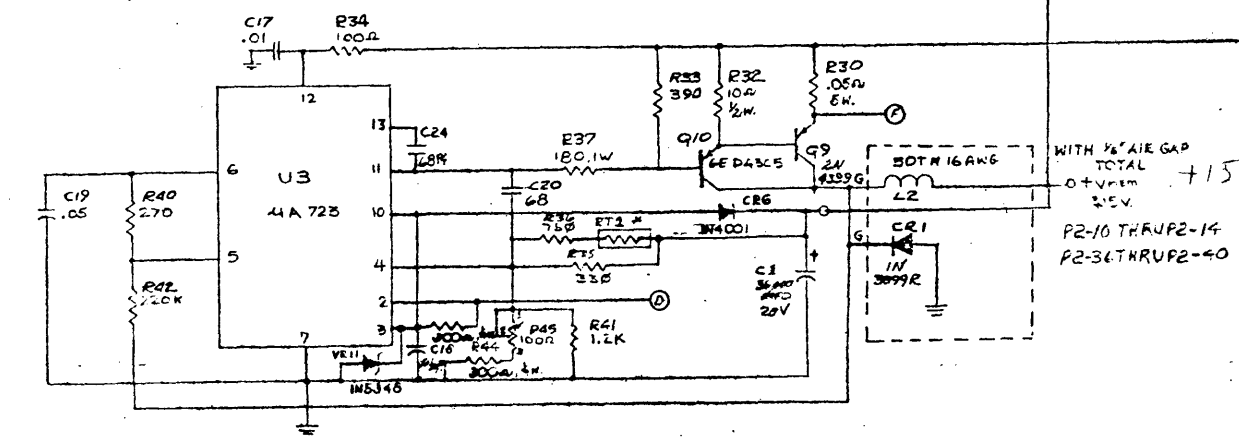 C17
.01
R34
100Ω
12
13
C24
68PF
11
R37
180, 1W
R33
390
R32
10Ω
½W.
R30
.05Ω
5W.
F
Q10
GE D43C5
Q9
2N
4399
G
50T #16AWG
L2
WITH ⅛" AIR GAP
TOTAL
+15
P2-10 THRU P2-14
P2-36 THRU P2-40
C19
.05
R40
270
6
U3
µA 723
10
C20
68
CR6
1N4001
R36
750
RT2 *
R35
330
4
5
R42
220K
2
D
3
7
VR11
1N5346
C16
R44
R45
100Ω
R41
1.2K
C1
+
20V
G
CR1
1N
3899R